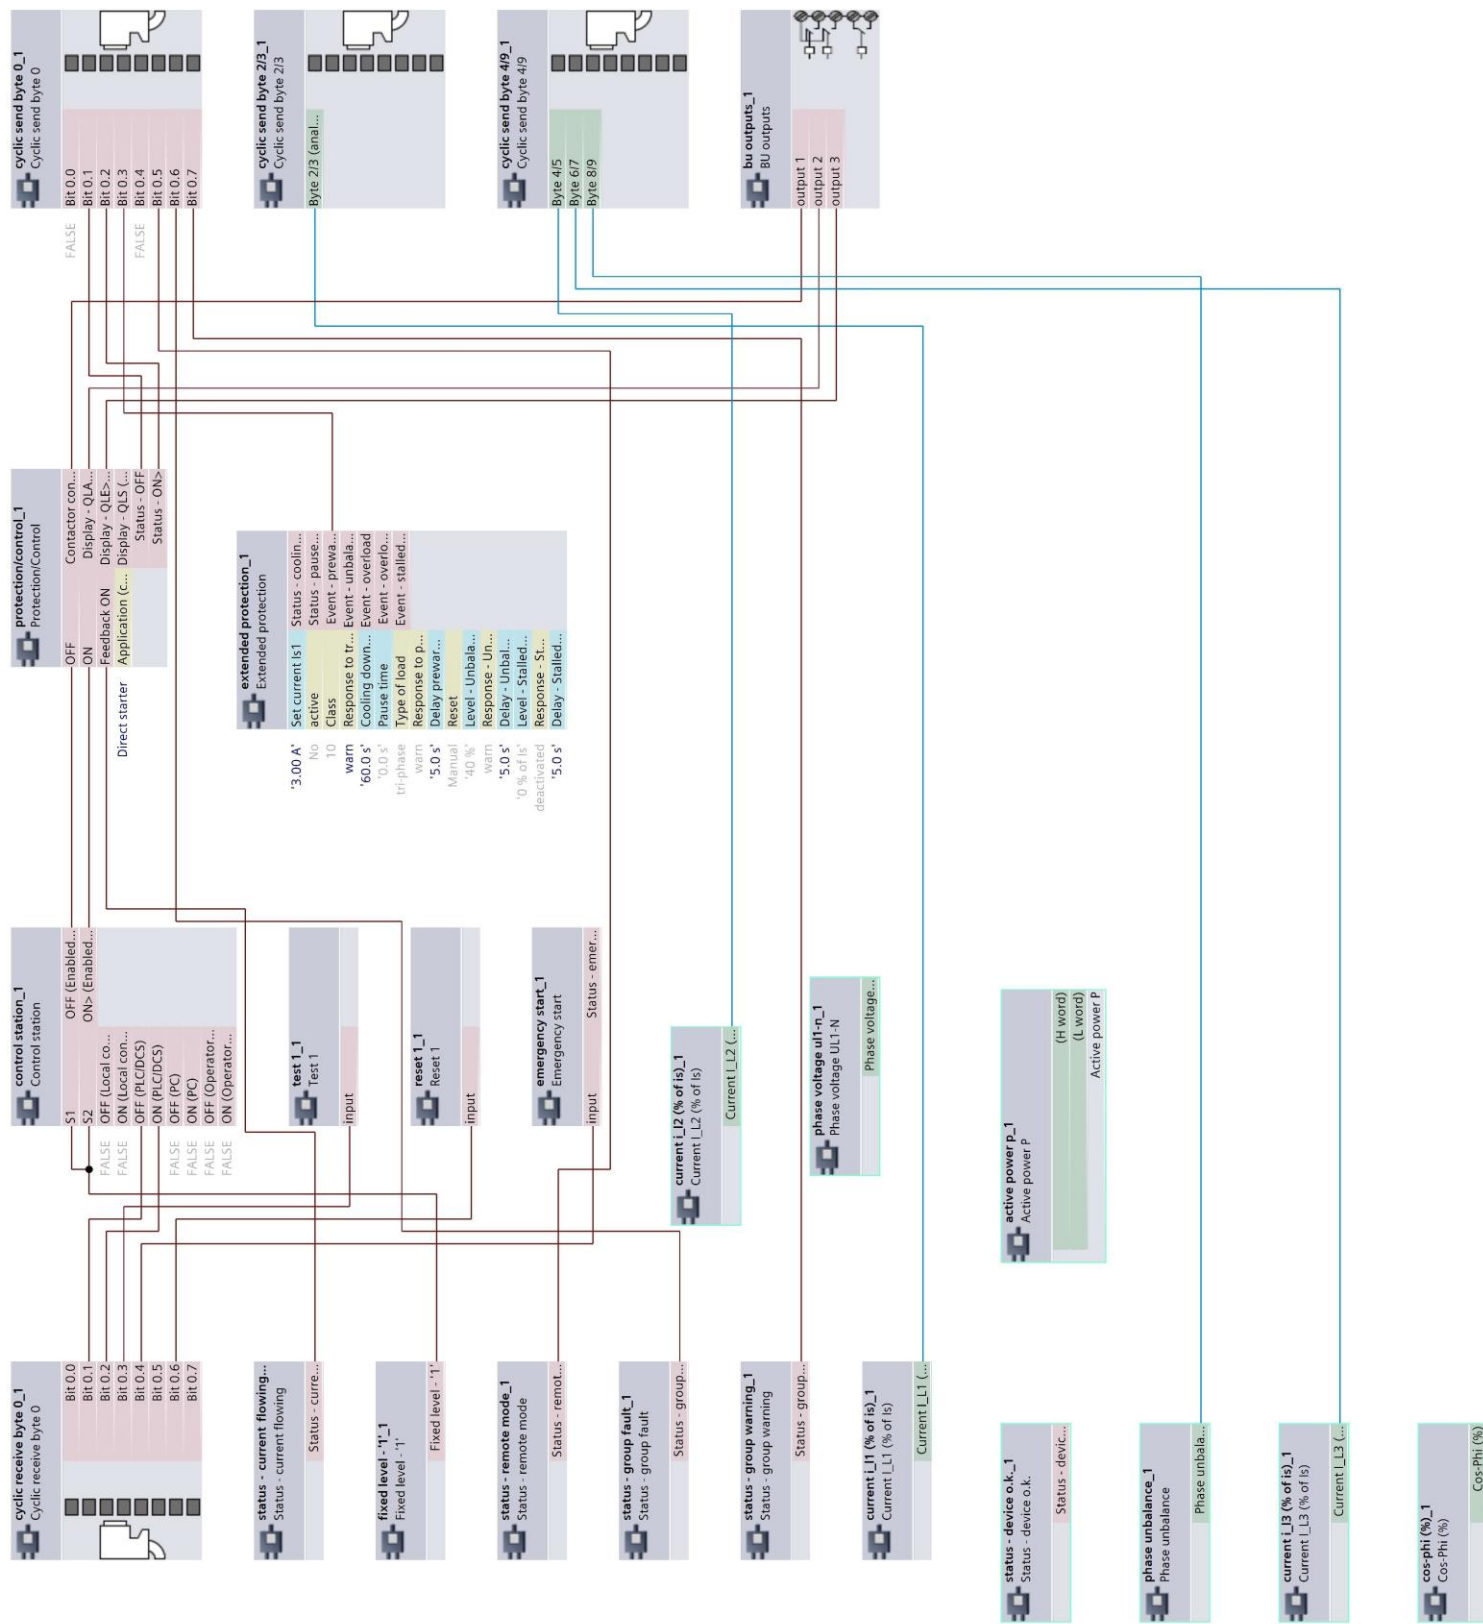 cyclic receive byte 0_1
Cyclic receive byte 0
Bit 0.0
Bit 0.1
Bit 0.2
Bit 0.3
Bit 0.4
Bit 0.5
Bit 0.6
Bit 0.7
status - current flowing...
Status - current flowing
Status - curre...
fixed level - '1'_1
Fixed level - '1'
Fixed level - '1'
status - remote mode_1
Status - remote mode
Status - remot...
status - group fault_1
Status - group fault
Status - group...
status - group warning_1
Status - group warning
Status - group...
current i_l1 (% of is)_1
Current I_L1 (% of Is)
Current I_L1 (...
status - device o.k._1
Status - device o.k.
Status - devic...
phase unbalance_1
Phase unbalance
Phase unbala...
current i_l3 (% of is)_1
Current I_L3 (% of Is)
Current I_L3 (...
cos-phi (%)_1
Cos-Phi (%)
Cos-Phi (%)
control station_1
Control station
S1
OFF (Enabled...
S2
ON> (Enabled...
FALSE
OFF (Local co...
FALSE
ON (Local con...
OFF (PLC/DCS)
ON (PLC/DCS)
FALSE
OFF (PC)
FALSE
ON (PC)
FALSE
OFF (Operator...
FALSE
ON (Operator...
test 1_1
Test 1
input
reset 1_1
Reset 1
input
emergency start_1
Emergency start
input
Status - emer...
current i_l2 (% of is)_1
Current I_L2 (% of Is)
Current I_L2 (...
phase voltage ul1-n_1
Phase voltage UL1-N
Phase voltage...
active power p_1
Active power P
(H word)
(L word)
Active power P
protection/control_1
Protection/Control
OFF
Contactor con...
ON
Display - QLA...
Feedback ON
Display - QLE>...
Direct starter
Application (c...
Display - QLS (...
Status - OFF
Status - ON>
extended protection_1
Extended protection
'3.00 A'
Set current Is1
Status - coolin...
No
active
Status - pause...
10
Class
Event - prewa...
warn
Response to tr...
Event - unbala...
'60.0 s'
Cooling down...
Event - overload
'0.0 s'
Pause time
Event - overlo...
tri-phase
Type of load
Event - stalled...
warn
Response to p...
'5.0 s'
Delay prewar...
Manual
Reset
'40 %'
Level - Unbala...
warn
Response - Un...
'5.0 s'
Delay - Unbal...
'0 % of Is'
Level - Stalled...
deactivated
Response - St...
'5.0 s'
Delay - Stalled...
cyclic send byte 0_1
Cyclic send byte 0
FALSE
Bit 0.0
Bit 0.1
Bit 0.2
Bit 0.3
FALSE
Bit 0.4
Bit 0.5
Bit 0.6
Bit 0.7
cyclic send byte 2/3_1
Cyclic send byte 2/3
Byte 2/3 (anal...
cyclic send byte 4/9_1
Cyclic send byte 4/9
Byte 4/5
Byte 6/7
Byte 8/9
bu outputs_1
BU outputs
output 1
output 2
output 3